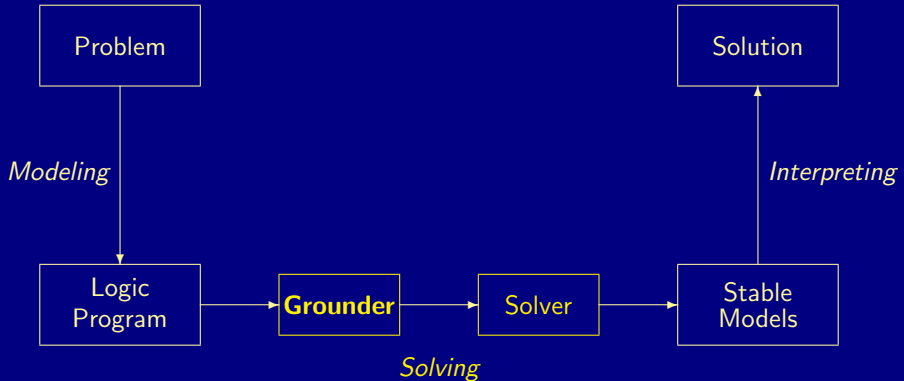 Problem
Solution
Modeling
Interpreting
Logic
Program
Grounder
Solver
Stable
Models
Solving